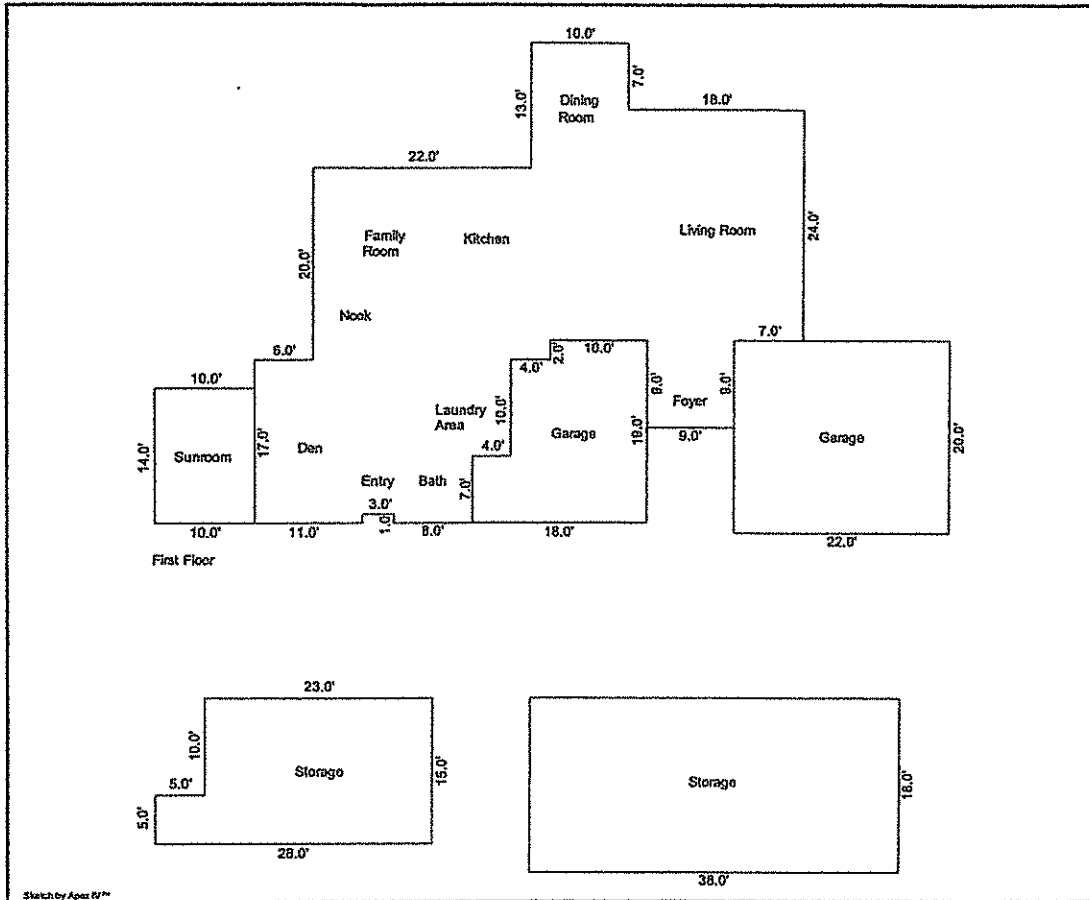 10.0'
7.0'
13.0'
Dining
Room
18.0'
22.0'
24.0'
Family
Room
Kitchen
Living Room
20.0'
Nook
6.0'
7.0'
2.0'
10.0'
4.0'
9.0'
9.0'
10.0'
Foyer
10.0'
Laundry
Area
Garage
19.0'
9.0'
Garage
20.0'
14.0'
Sunroom
17.0'
Den
4.0'
Entry
Bath
7.0'
3.0'
1.0'
10.0'
11.0'
8.0'
18.0'
22.0'
First Floor
23.0'
10.0'
Storage
15.0'
5.0'
5.0'
28.0'
Storage
18.0'
38.0'
Sketch by Apex IV™